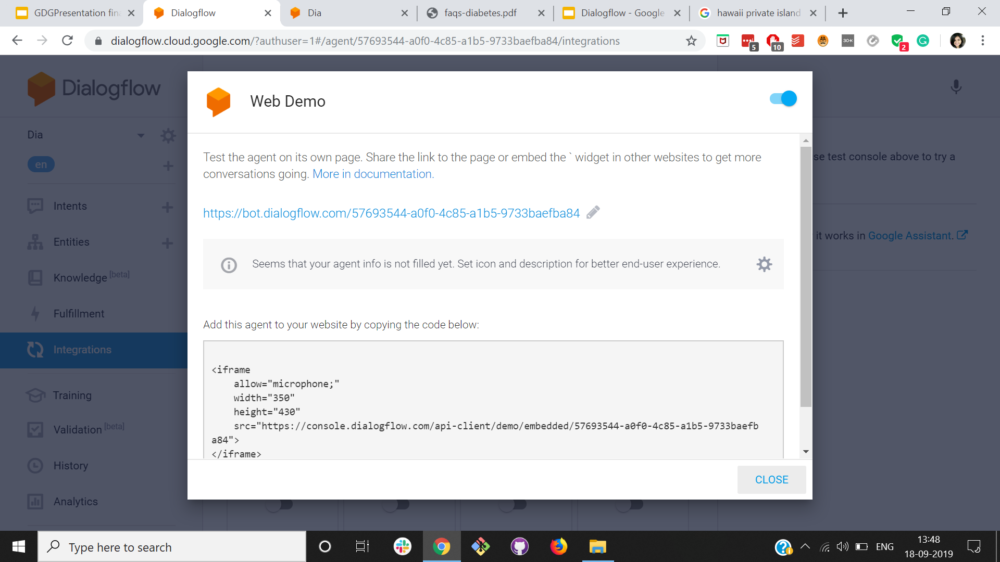 GDGPresentation fin
Dialogflow
Dia
faqs-diabetes.pdf
Dialogflow - Google
hawaii private island
dialogflow.cloud.google.com/?authuser=1#/agent/57693544-a0f0-4c85-a1b5-9733baefba84/integrations
5
10
30+K
2
Dialogflow
Dia
en
Intents
Entities
Knowledge [beta]
Fulfillment
Integrations
Training
Validation [beta]
History
Analytics
Web Demo
Test the agent on its own page. Share the link to the page or embed the ` widget in other websites to get more
conversations going. More in documentation.
https://bot.dialogflow.com/57693544-a0f0-4c85-a1b5-9733baefba84
Seems that your agent info is not filled yet. Set icon and description for better end-user experience.
Add this agent to your website by copying the code below:
<iframe
allow="microphone;"
width="350"
height="430"
src="https://console.dialogflow.com/api-client/demo/embedded/57693544-a0f0-4c85-a1b5-9733baefb
a84">
</iframe>
CLOSE
se test console above to try a
it works in Google Assistant.
Type here to search
ENG
13:48
18-09-2019